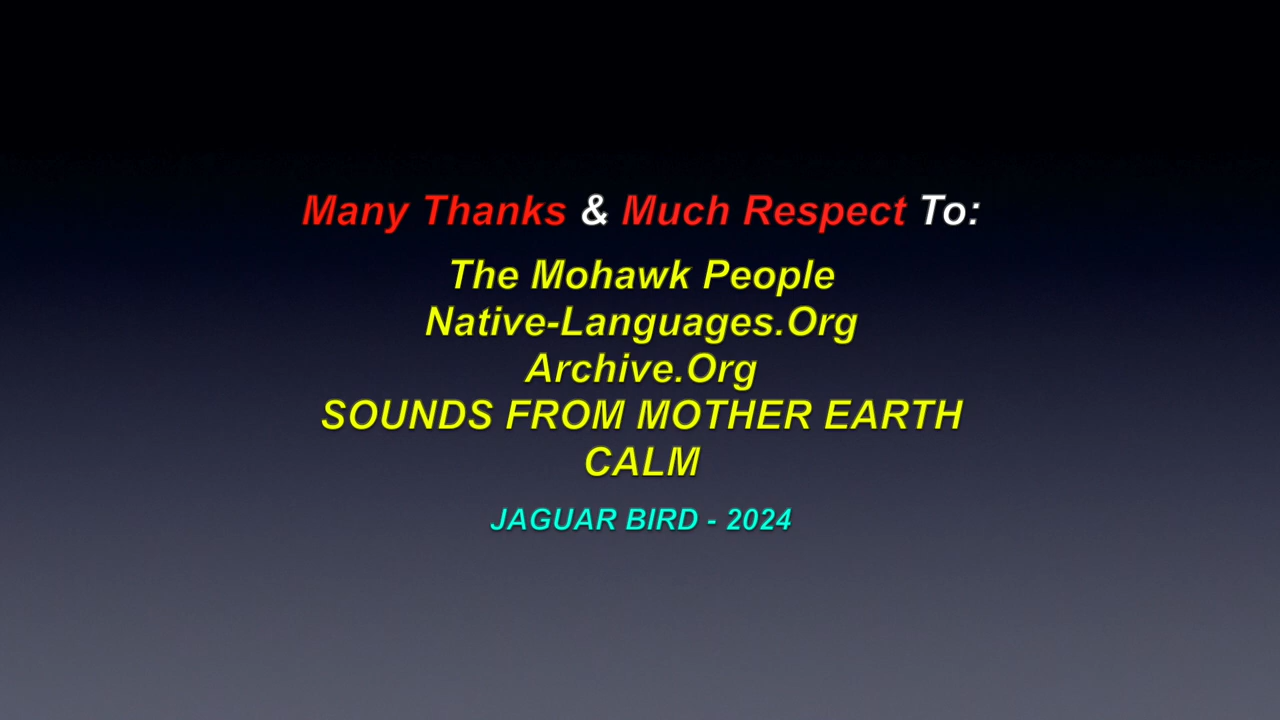 Many Thanks & Much Respect To:
The Mohawk People
Native-Languages.Org
Archive.Org
SOUNDS FROM MOTHER EARTH
CALM
JAGUAR BIRD - 2024